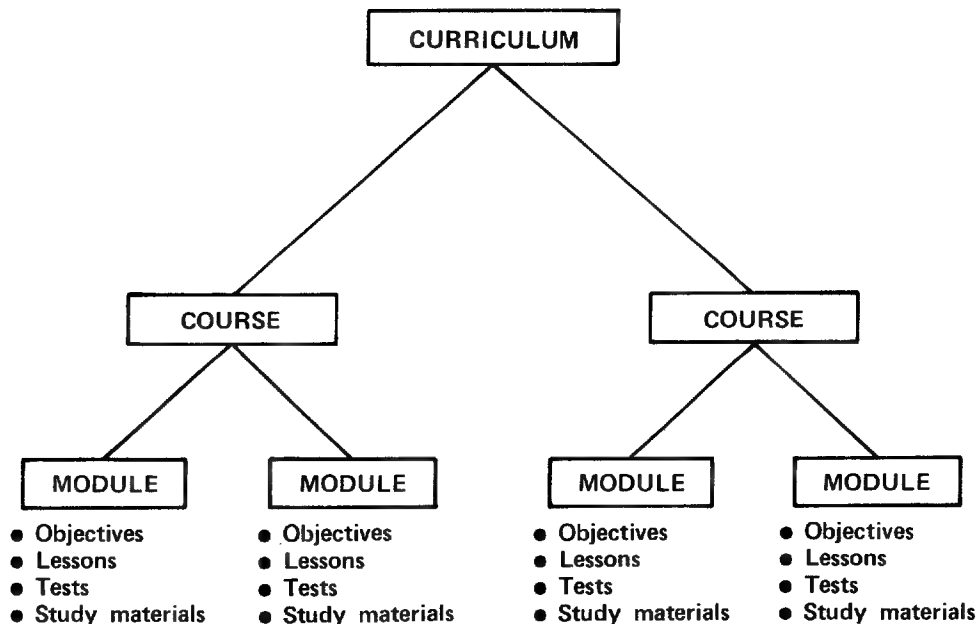 CURRICULUM
COURSE
COURSE
MODULE
● Objectives
● Lessons
● Tests
● Study materials
MODULE
● Objectives
● Lessons
● Tests
● Study materials
MODULE
● Objectives
● Lessons
● Tests
● Study materials
MODULE
● Objectives
● Lessons
● Tests
● Study materials